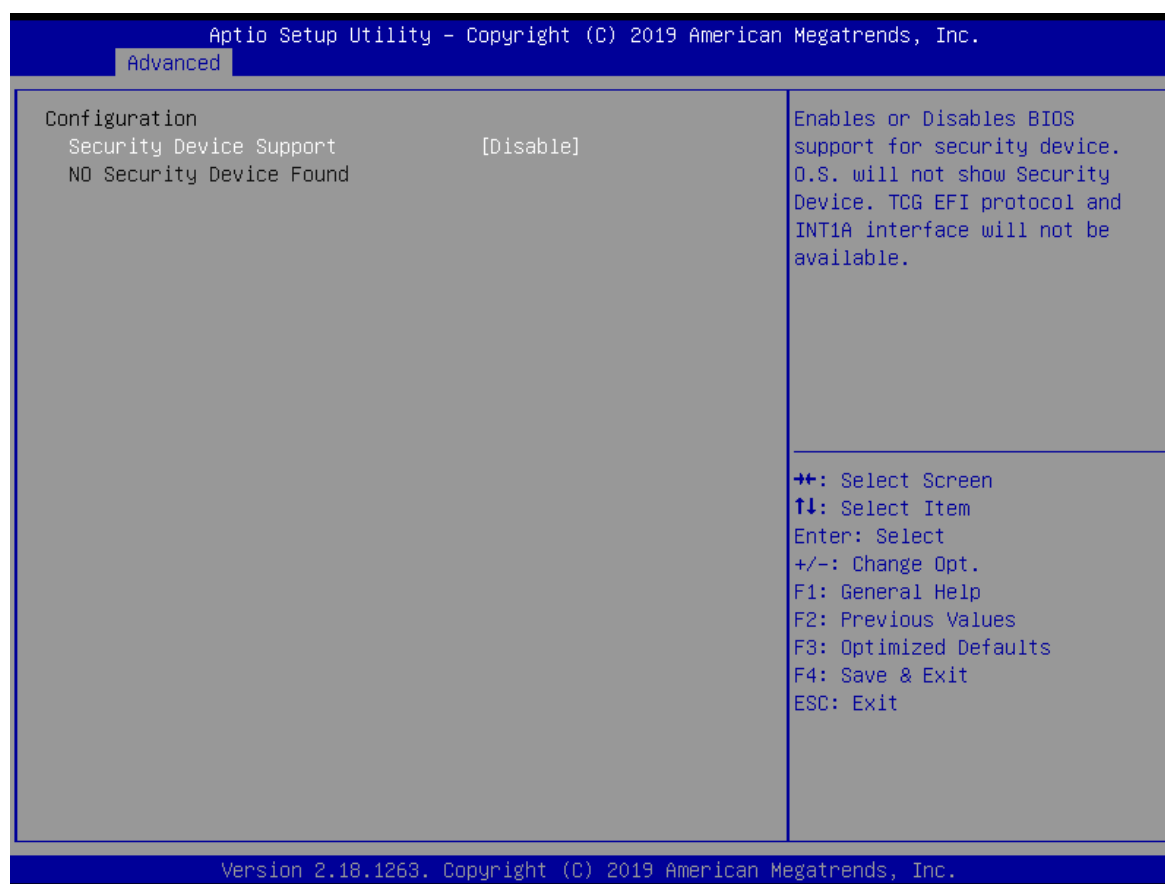 Aptio Setup Utility – Copyright (C) 2019 American Megatrends, Inc.
Advanced
Configuration
Security Device Support [Disable]
NO Security Device Found
Enables or Disables BIOS
support for security device.
O.S. will not show Security
Device. TCG EFI protocol and
INT1A interface will not be
available.
→←: Select Screen
↑↓: Select Item
Enter: Select
+/-: Change Opt.
F1: General Help
F2: Previous Values
F3: Optimized Defaults
F4: Save & Exit
ESC: Exit
Version 2.18.1263. Copyright (C) 2019 American Megatrends, Inc.